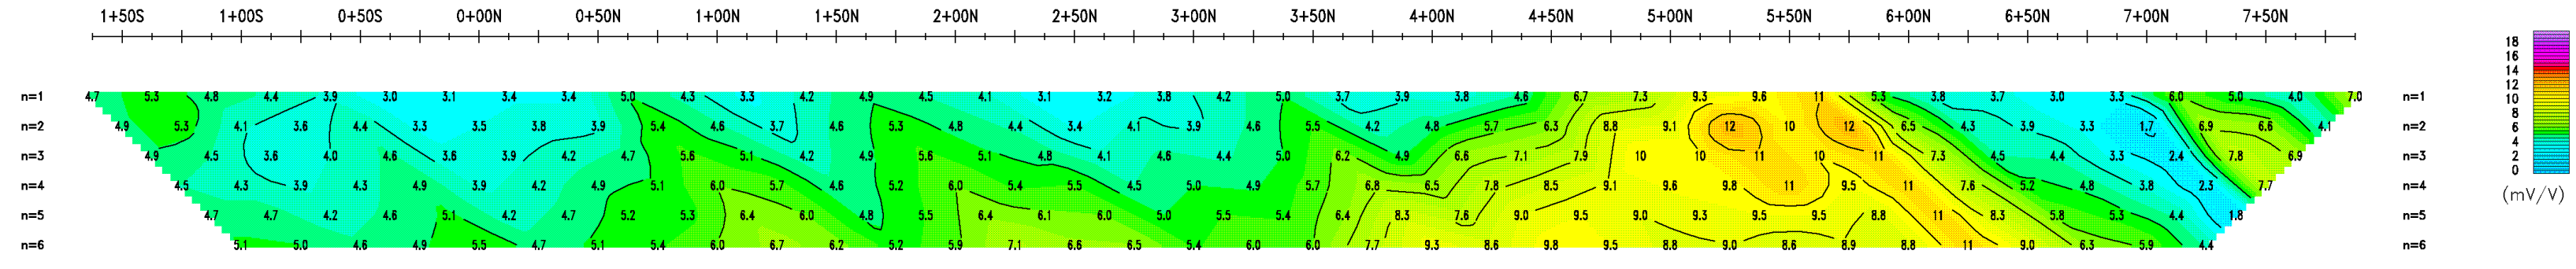 1+50S 1+00S 0+50S 0+00N 0+50N 1+00N 1+50N 2+00N 2+50N 3+00N 3+50N 4+00N 4+50N 5+00N 5+50N 6+00N 6+50N 7+00N 7+50N
18
16
14
12
10
8
6
4
2
0
(mV/V)
n=1 4.7 5.3 4.8 4.4 3.9 3.0 3.1 3.4 3.4 5.0 4.3 3.3 4.2 4.9 4.5 4.1 3.1 3.2 3.8 4.2 5.0 3.7 3.9 3.8 4.6 6.7 7.3 9.3 9.6 11 5.3 3.8 3.7 3.0 3.3 6.0 5.0 4.0 7.0 n=1
n=2 4.9 5.3 4.1 3.6 4.4 3.3 3.5 3.8 3.9 5.4 4.6 3.7 4.6 5.3 4.8 4.4 3.4 4.1 3.9 4.6 5.5 4.2 4.8 5.7 6.3 8.8 9.1 12 10 12 6.5 4.3 3.9 3.3 1.7 6.9 6.6 4.1 n=2
n=3 4.9 4.5 3.6 4.0 4.6 3.6 3.9 4.2 4.7 5.6 5.1 4.2 4.9 5.6 5.1 4.8 4.1 4.6 4.4 5.0 6.2 4.9 6.6 7.1 7.9 10 10 11 10 11 7.3 4.5 4.4 3.3 2.4 7.8 6.9 n=3
n=4 4.5 4.3 3.9 4.3 4.9 3.9 4.2 4.9 5.1 6.0 5.7 4.6 5.2 6.0 5.4 5.5 4.5 5.0 4.9 5.7 6.8 6.5 7.8 8.5 9.1 9.6 9.8 11 9.5 11 7.6 5.2 4.8 3.8 2.3 7.7 n=4
n=5 4.7 4.7 4.2 4.6 5.1 4.2 4.7 5.2 5.3 6.4 6.0 4.8 5.5 6.4 6.1 6.0 5.0 5.5 5.4 6.4 8.3 7.6 9.0 9.5 9.0 9.3 9.5 9.5 8.8 11 8.3 5.8 5.3 4.4 1.8 n=5
n=6 5.1 5.0 4.6 4.9 5.5 4.7 5.1 5.4 6.0 6.7 6.2 5.2 5.9 7.1 6.6 6.5 5.4 6.0 6.0 7.7 9.3 8.6 9.8 9.5 8.8 9.0 8.6 8.9 8.8 11 9.0 6.3 5.9 4.4 n=6